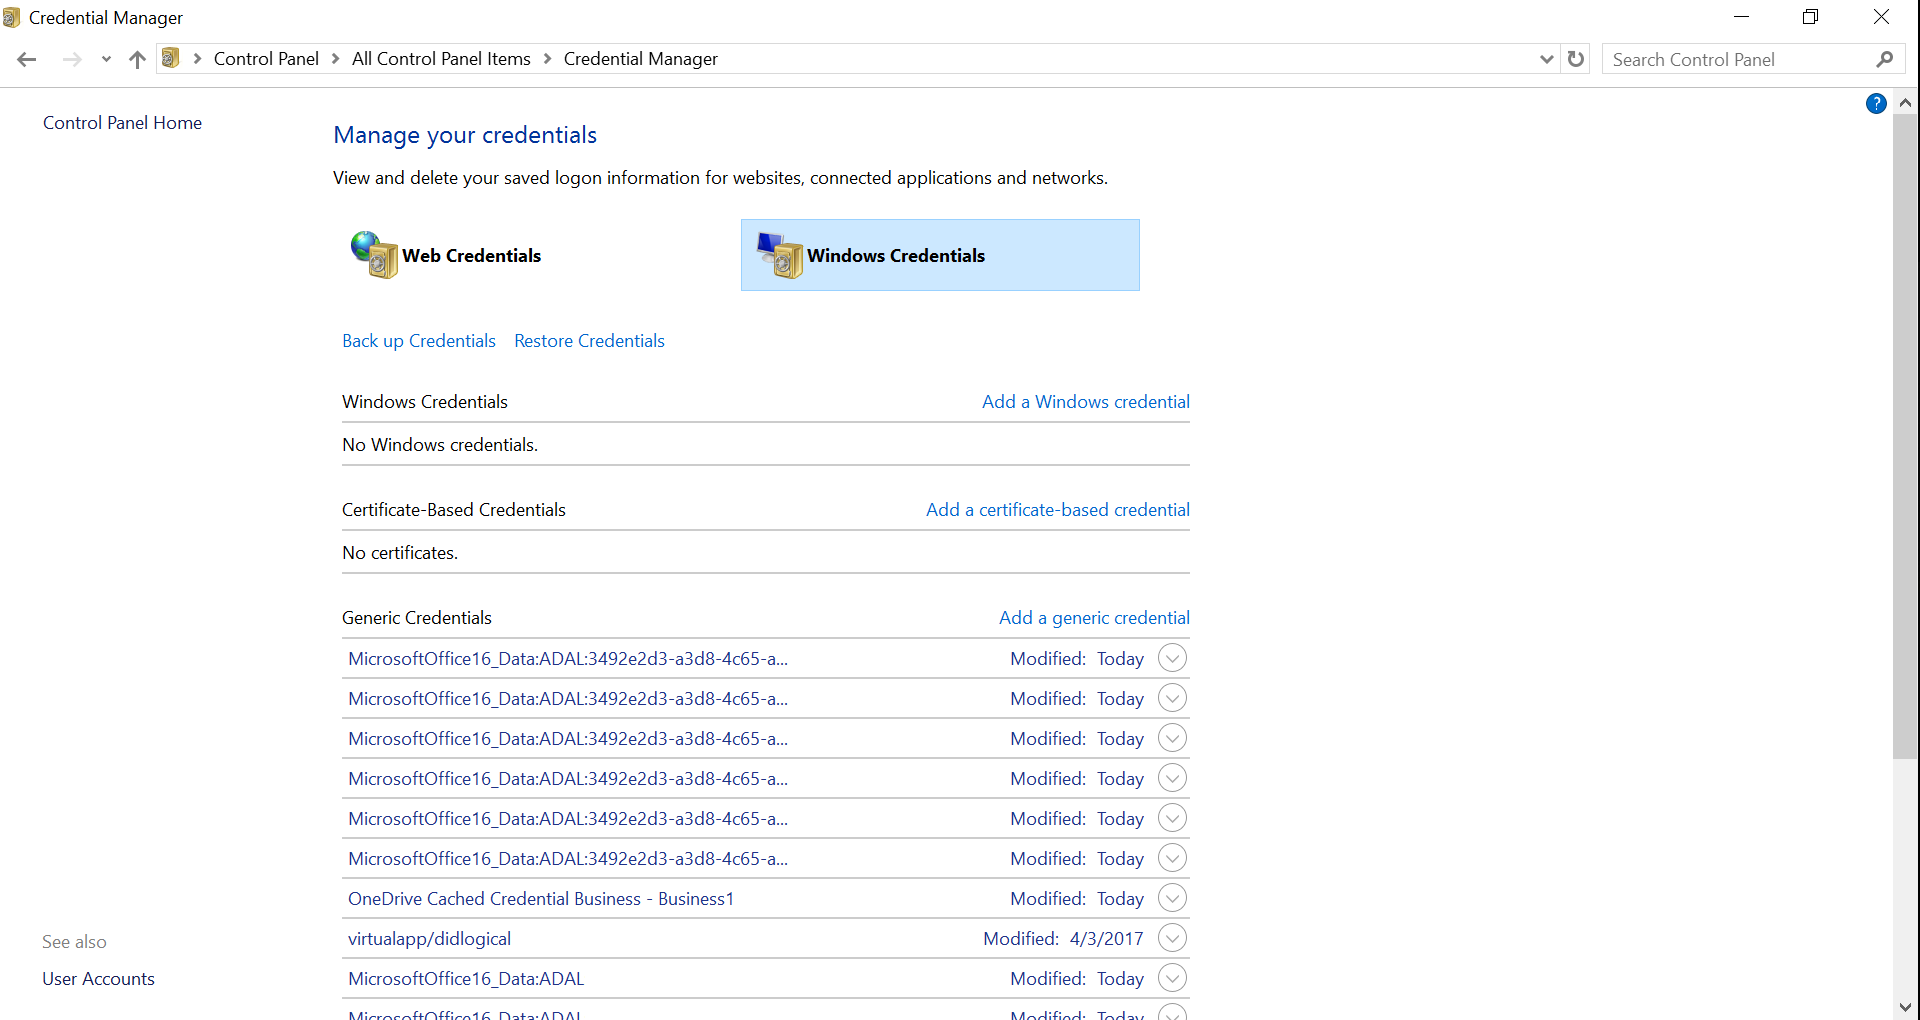 Credential Manager
Control Panel > All Control Panel Items > Credential Manager
Search Control Panel
?
Control Panel Home
Manage your credentials
View and delete your saved logon information for websites, connected applications and networks.
Web Credentials
Windows Credentials
Back up Credentials Restore Credentials
Windows Credentials Add a Windows credential
No Windows credentials.
Certificate-Based Credentials Add a certificate-based credential
No certificates.
Generic Credentials Add a generic credential
MicrosoftOffice16_Data:ADAL:3492e2d3-a3d8-4c65-a... Modified: Today
MicrosoftOffice16_Data:ADAL:3492e2d3-a3d8-4c65-a... Modified: Today
MicrosoftOffice16_Data:ADAL:3492e2d3-a3d8-4c65-a... Modified: Today
MicrosoftOffice16_Data:ADAL:3492e2d3-a3d8-4c65-a... Modified: Today
MicrosoftOffice16_Data:ADAL:3492e2d3-a3d8-4c65-a... Modified: Today
MicrosoftOffice16_Data:ADAL:3492e2d3-a3d8-4c65-a... Modified: Today
OneDrive Cached Credential Business - Business1 Modified: Today
virtualapp/didlogical Modified: 4/3/2017
MicrosoftOffice16_Data:ADAL Modified: Today
MicrosoftOffice16_Data:ADAL Modified: Today
See also
User Accounts